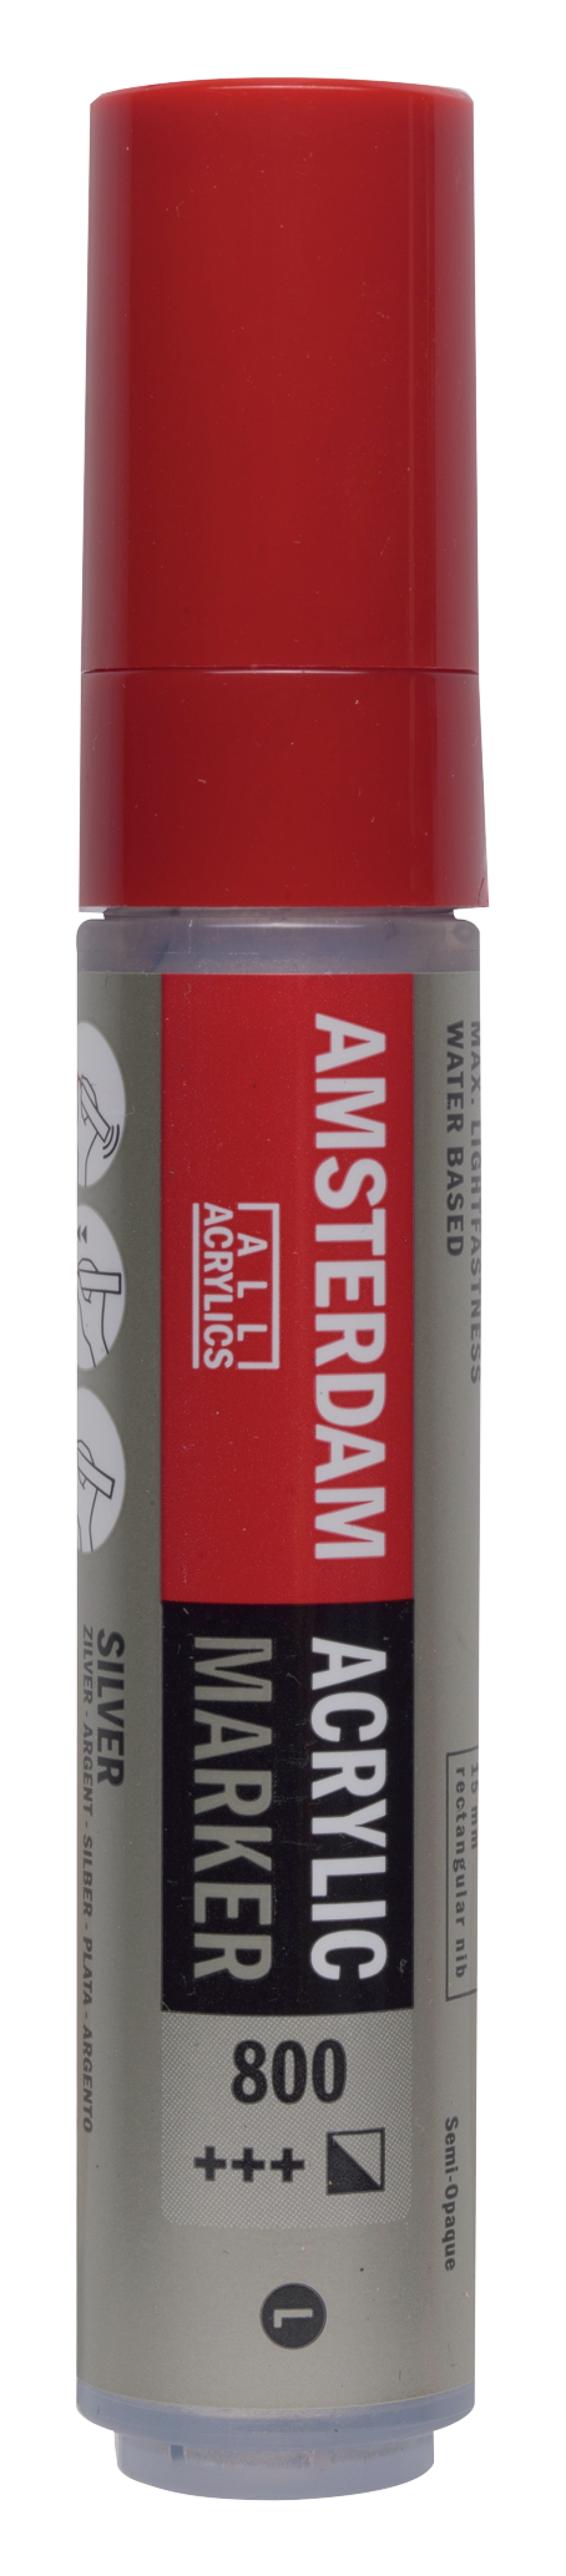 MAX. LIGHTFASTNESS
WATER BASED
AMSTERDAM
ALL
ACRYLICS
ACRYLIC
MARKER
15 mm
rectangular nib
800
+++
Semi-Opaque
L
SILVER
ZILVER - ARGENT - SILBER - PLATA - ARGENTO